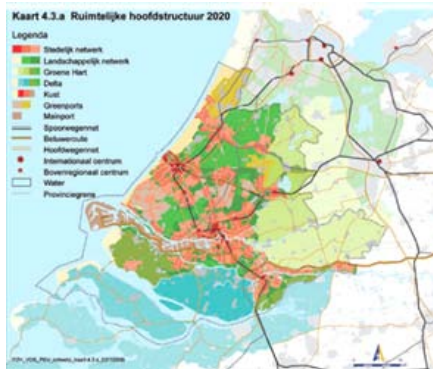 Kaart 4.3.a Ruimtelijke hoofdstructuur 2020
Legenda
Stedelijk netwerk
Landschappelijk netwerk
Groene Hart
Delta
Kust
Greenports
Mainport
Spoorwegennet
Betuweroute
Hoofdwegennet
Internationaal centrum
Bovenregionaal centrum
Water
Provinciegrens